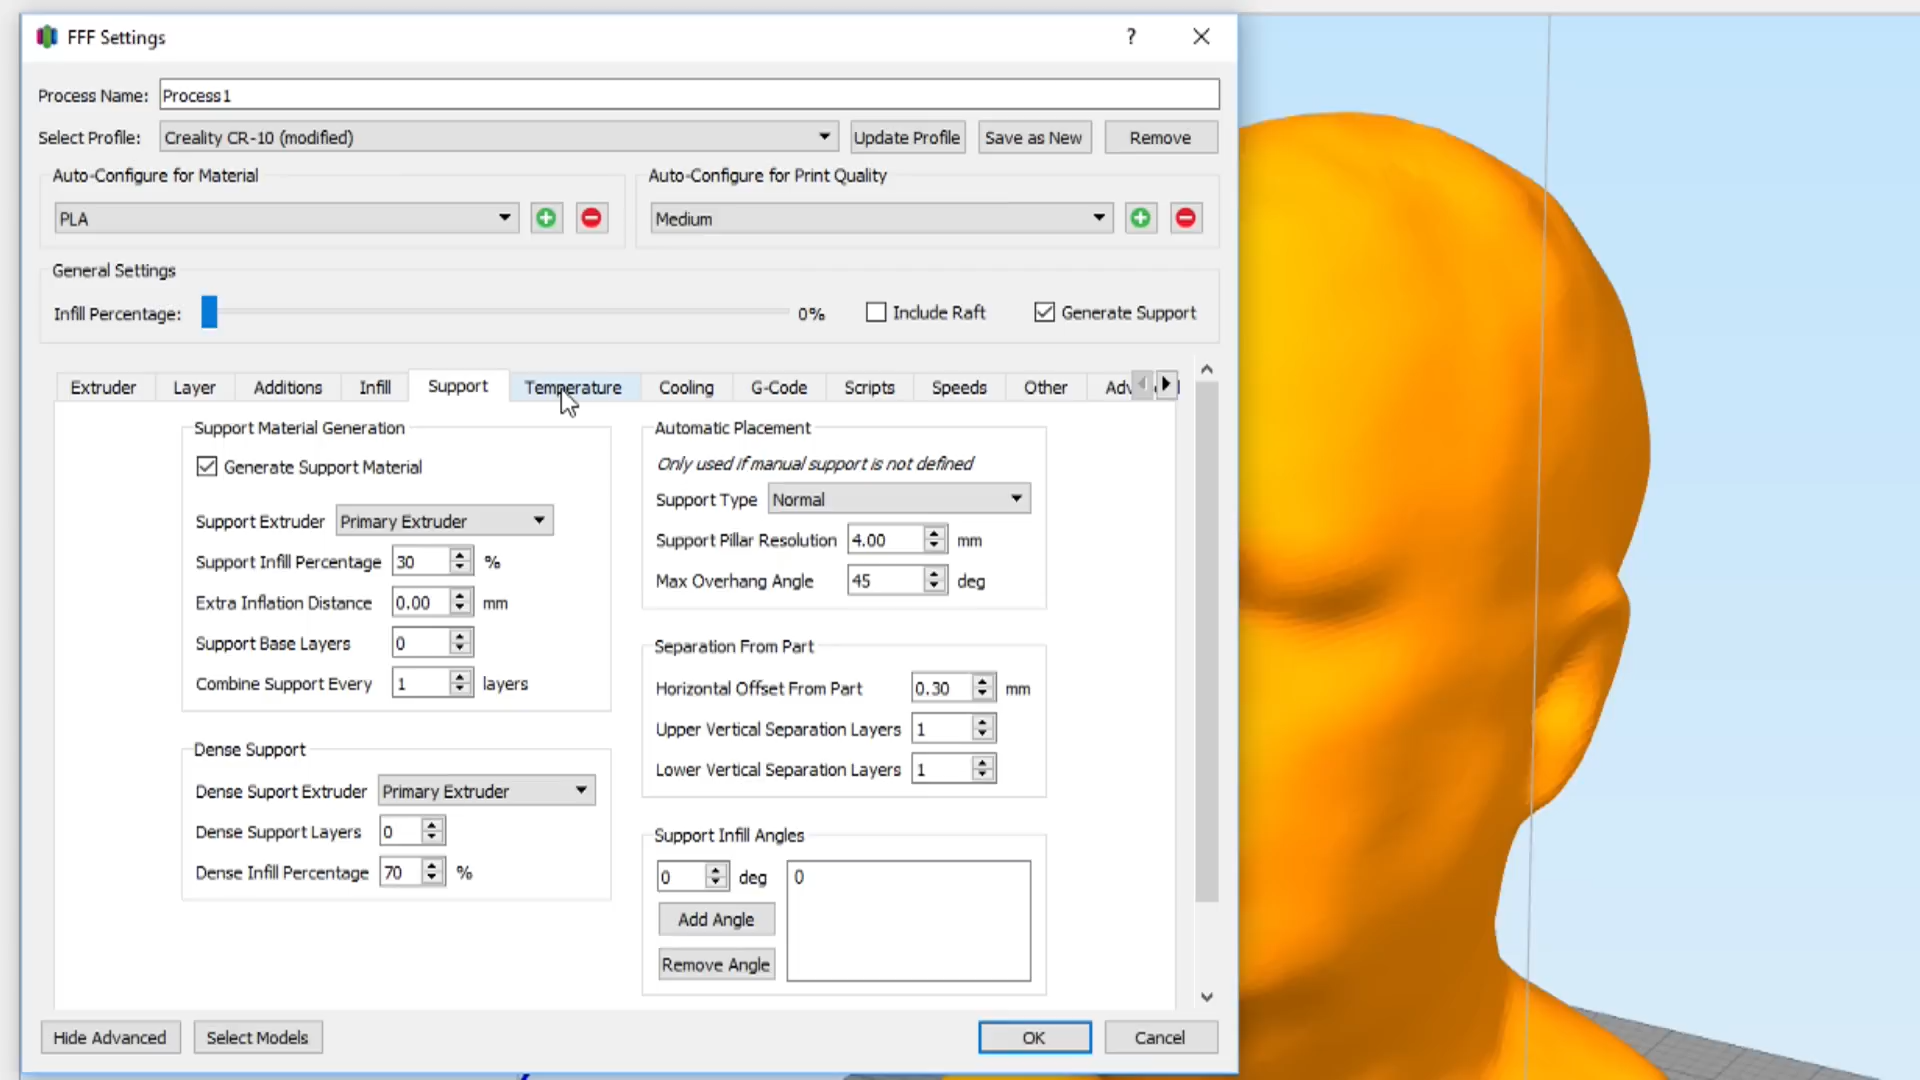 FFF Settings
?
Process Name: Process1
Select Profile: Creality CR-10 (modified) Update Profile Save as New Remove
Auto-Configure for Material Auto-Configure for Print Quality
PLA Medium
General Settings
Infill Percentage: 0% Include Raft Generate Support
Extruder Layer Additions Infill Support Temperature Cooling G-Code Scripts Speeds Other
Support Material Generation
Generate Support Material
Support Extruder Primary Extruder
Support Infill Percentage 30 %
Extra Inflation Distance 0.00 mm
Support Base Layers 0
Combine Support Every 1 layers
Dense Support
Dense Suport Extruder Primary Extruder
Dense Support Layers 0
Dense Infill Percentage 70 %
Automatic Placement
Only used if manual support is not defined
Support Type Normal
Support Pillar Resolution 4.00 mm
Max Overhang Angle 45 deg
Separation From Part
Horizontal Offset From Part 0.30 mm
Upper Vertical Separation Layers 1
Lower Vertical Separation Layers 1
Support Infill Angles
0 deg 0
Add Angle
Remove Angle
Hide Advanced Select Models OK Cancel